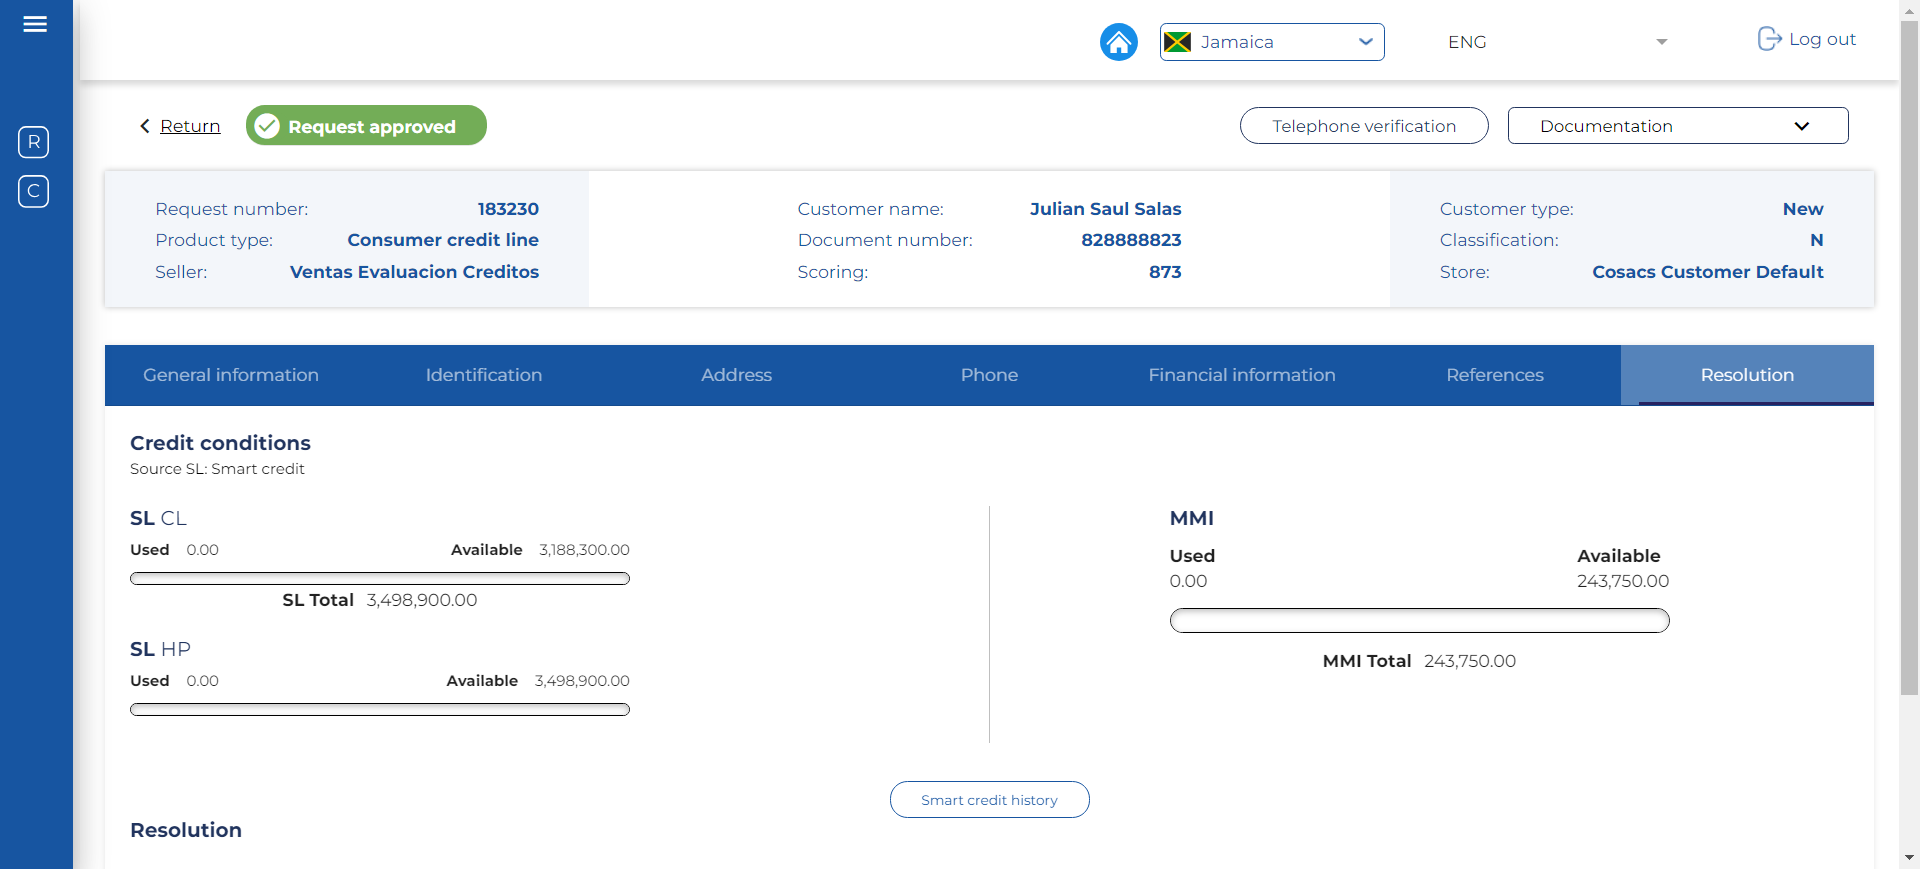 Jamaica
ENG
Log out
R
C
Return
Request approved
Telephone verification
Documentation
Request number: 183230
Product type: Consumer credit line
Seller: Ventas Evaluacion Creditos
Customer name: Julian Saul Salas
Document number: 828888823
Scoring: 873
Customer type: New
Classification: N
Store: Cosacs Customer Default
General information
Identification
Address
Phone
Financial information
References
Resolution
Credit conditions
Source SL: Smart credit
SL CL
Used 0.00 Available 3,188,300.00
SL Total 3,498,900.00
SL HP
Used 0.00 Available 3,498,900.00
MMI
Used Available
0.00 243,750.00
MMI Total 243,750.00
Smart credit history
Resolution